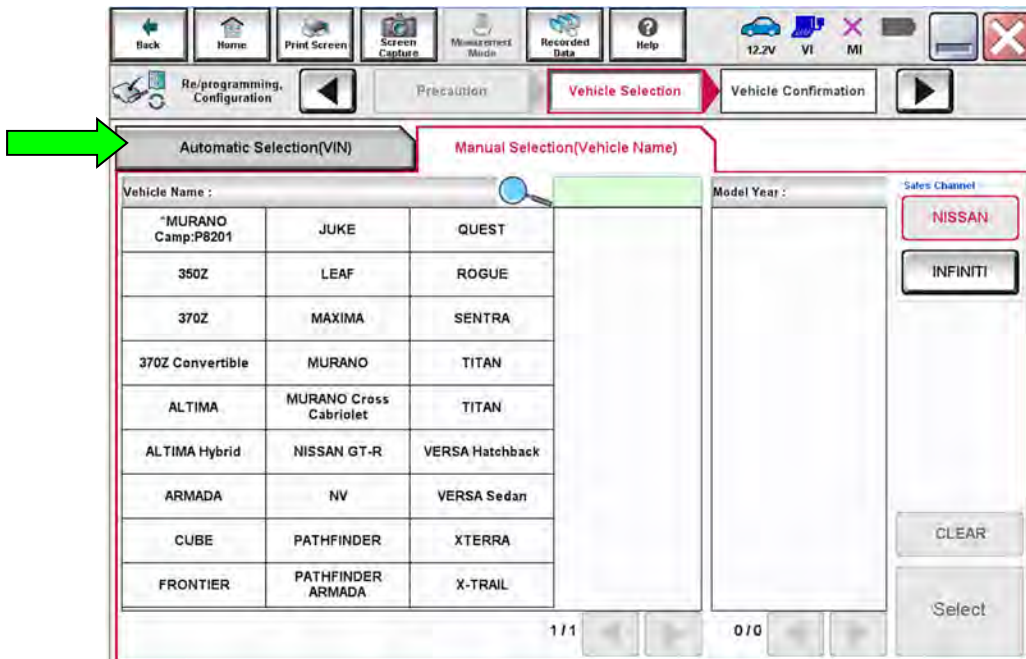 Back
Home
Print Screen
Screen
Capture
Measurement
Mode
Recorded
Data
Help
12.2V
VI
MI
Re/programming,
Configuration
Precaution
Vehicle Selection
Vehicle Confirmation
Automatic Selection(VIN)
Manual Selection(Vehicle Name)
Vehicle Name :
Model Year :
Sales Channel
NISSAN
INFINITI
*MURANO
Camp:P8201
JUKE
QUEST
350Z
LEAF
ROGUE
370Z
MAXIMA
SENTRA
370Z Convertible
MURANO
TITAN
ALTIMA
MURANO Cross
Cabriolet
TITAN
ALTIMA Hybrid
NISSAN GT-R
VERSA Hatchback
ARMADA
NV
VERSA Sedan
CUBE
PATHFINDER
XTERRA
FRONTIER
PATHFINDER
ARMADA
X-TRAIL
CLEAR
Select
1/1
0/0